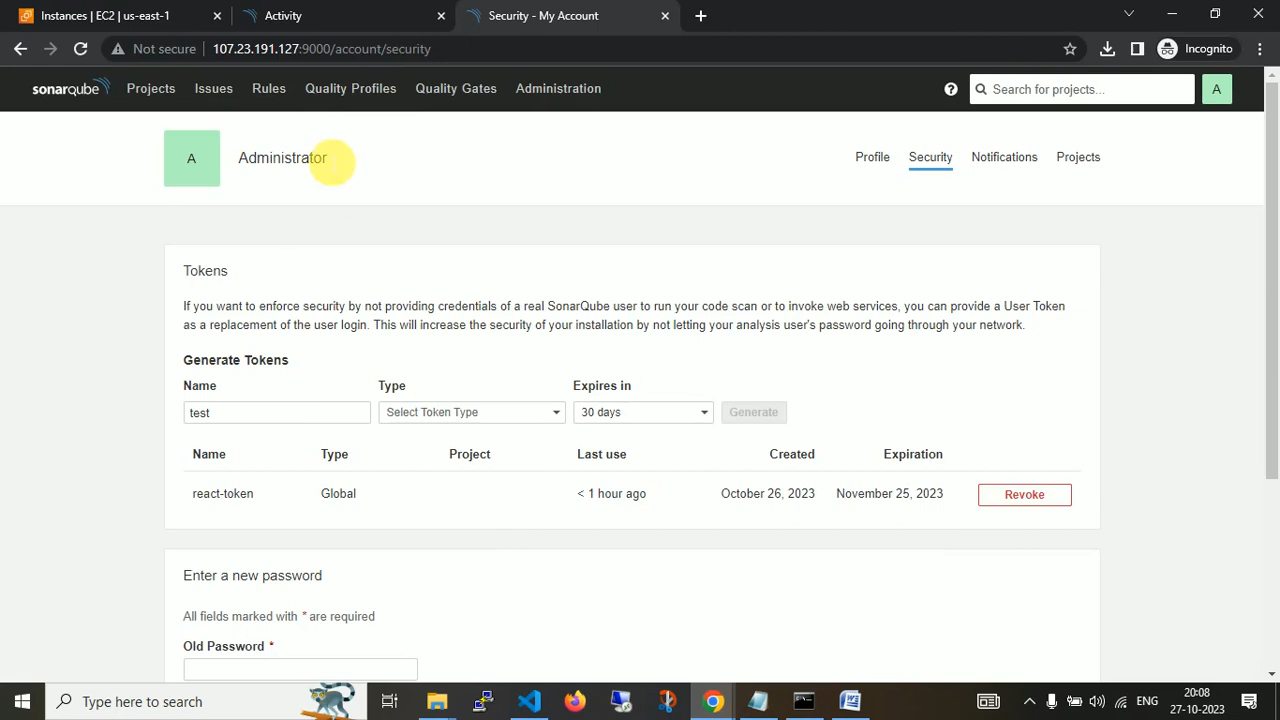 Instances | EC2 | us-east-1
Activity
Security - My Account
Not secure
107.23.191.127:9000/account/security
Incognito
sonarqube
Projects
Issues
Rules
Quality Profiles
Quality Gates
Administration
?
Search for projects...
A
A
Administrator
Profile
Security
Notifications
Projects
Tokens
If you want to enforce security by not providing credentials of a real SonarQube user to run your code scan or to invoke web services, you can provide a User Token
as a replacement of the user login. This will increase the security of your installation by not letting your analysis user's password going through your network.
Generate Tokens
Name
Type
Expires in
test
Select Token Type
30 days
Generate
Name
Type
Project
Last use
Created
Expiration
react-token
Global
< 1 hour ago
October 26, 2023
November 25, 2023
Revoke
Enter a new password
All fields marked with * are required
Old Password *
Type here to search
ENG
20:08
27-10-2023